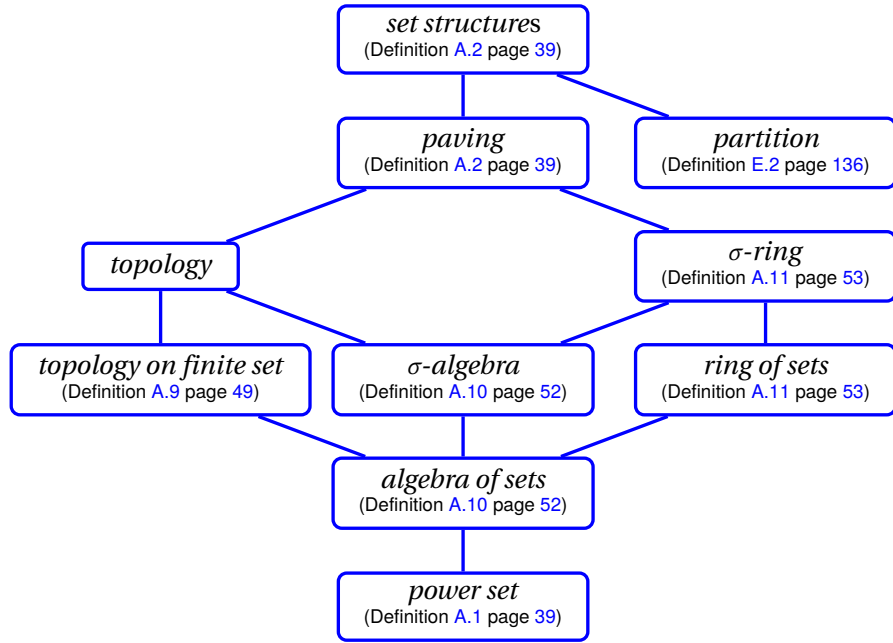 set structures
(Definition A.2 page 39)
paving
(Definition A.2 page 39)
partition
(Definition E.2 page 136)
topology
σ-ring
(Definition A.11 page 53)
topology on finite set
(Definition A.9 page 49)
σ-algebra
(Definition A.10 page 52)
ring of sets
(Definition A.11 page 53)
algebra of sets
(Definition A.10 page 52)
power set
(Definition A.1 page 39)